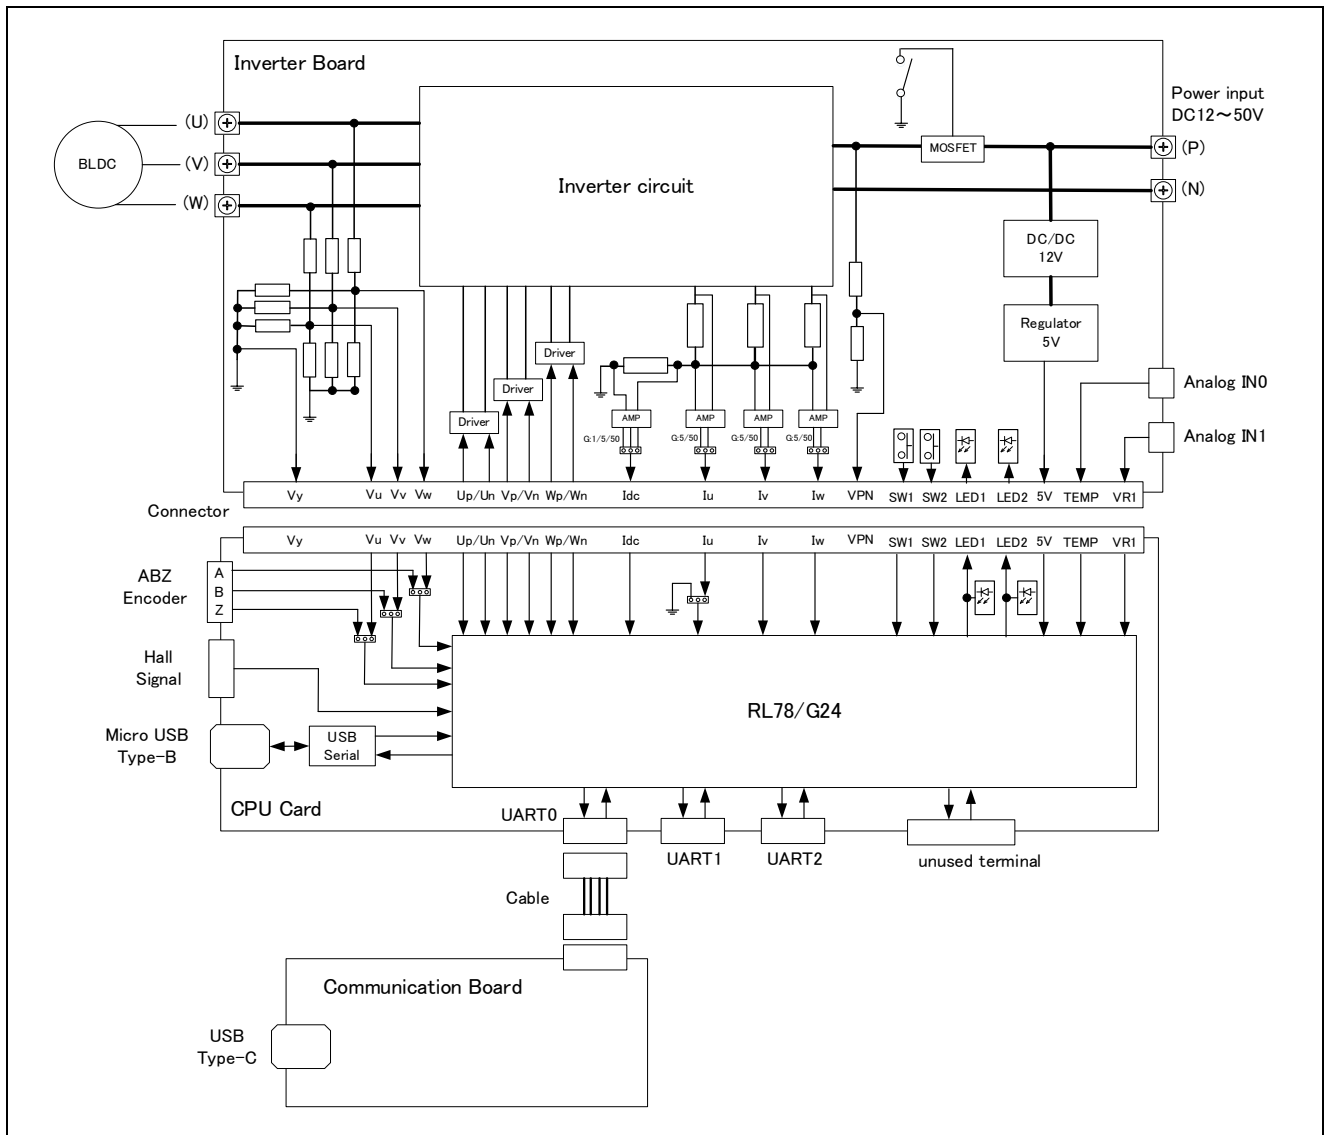 Inverter Board
Power input
DC12～50V
(U)
(V)
(W)
BLDC
Inverter circuit
MOSFET
(P)
(N)
DC/DC
12V
Regulator
5V
Driver
Driver
Driver
AMP
AMP
AMP
AMP
G:1/5/50
G:5/50
G:5/50
G:5/50
Analog IN0
Analog IN1
Vy Vu Vv Vw Up/Un Vp/Vn Wp/Wn Idc Iu Iv Iw VPN SW1 SW2 LED1 LED2 5V TEMP VR1
Connector
Vy Vu Vv Vw Up/Un Vp/Vn Wp/Wn Idc Iu Iv Iw VPN SW1 SW2 LED1 LED2 5V TEMP VR1
ABZ
Encoder
A
B
Z
Hall
Signal
RL78/G24
Micro USB
Type-B
USB
Serial
CPU Card
UART0
UART1
UART2
unused terminal
Cable
Communication Board
USB
Type-C